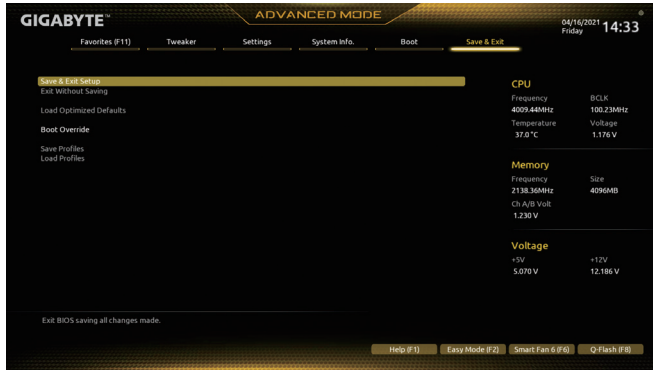 GIGABYTE™
ADVANCED MODE
04/16/2021
Friday
14:33
Favorites (F11) Tweaker Settings System Info. Boot Save & Exit
Save & Exit Setup
Exit Without Saving
Load Optimized Defaults
Boot Override
Save Profiles
Load Profiles
CPU
Frequency BCLK
4009.44MHz 100.23MHz
Temperature Voltage
37.0 °C 1.176 V
Memory
Frequency Size
2138.36MHz 4096MB
Ch A/B Volt
1.230 V
Voltage
+5V +12V
5.070 V 12.186 V
Exit BIOS saving all changes made.
Help (F1) Easy Mode (F2) Smart Fan 6 (F6) Q-Flash (F8)